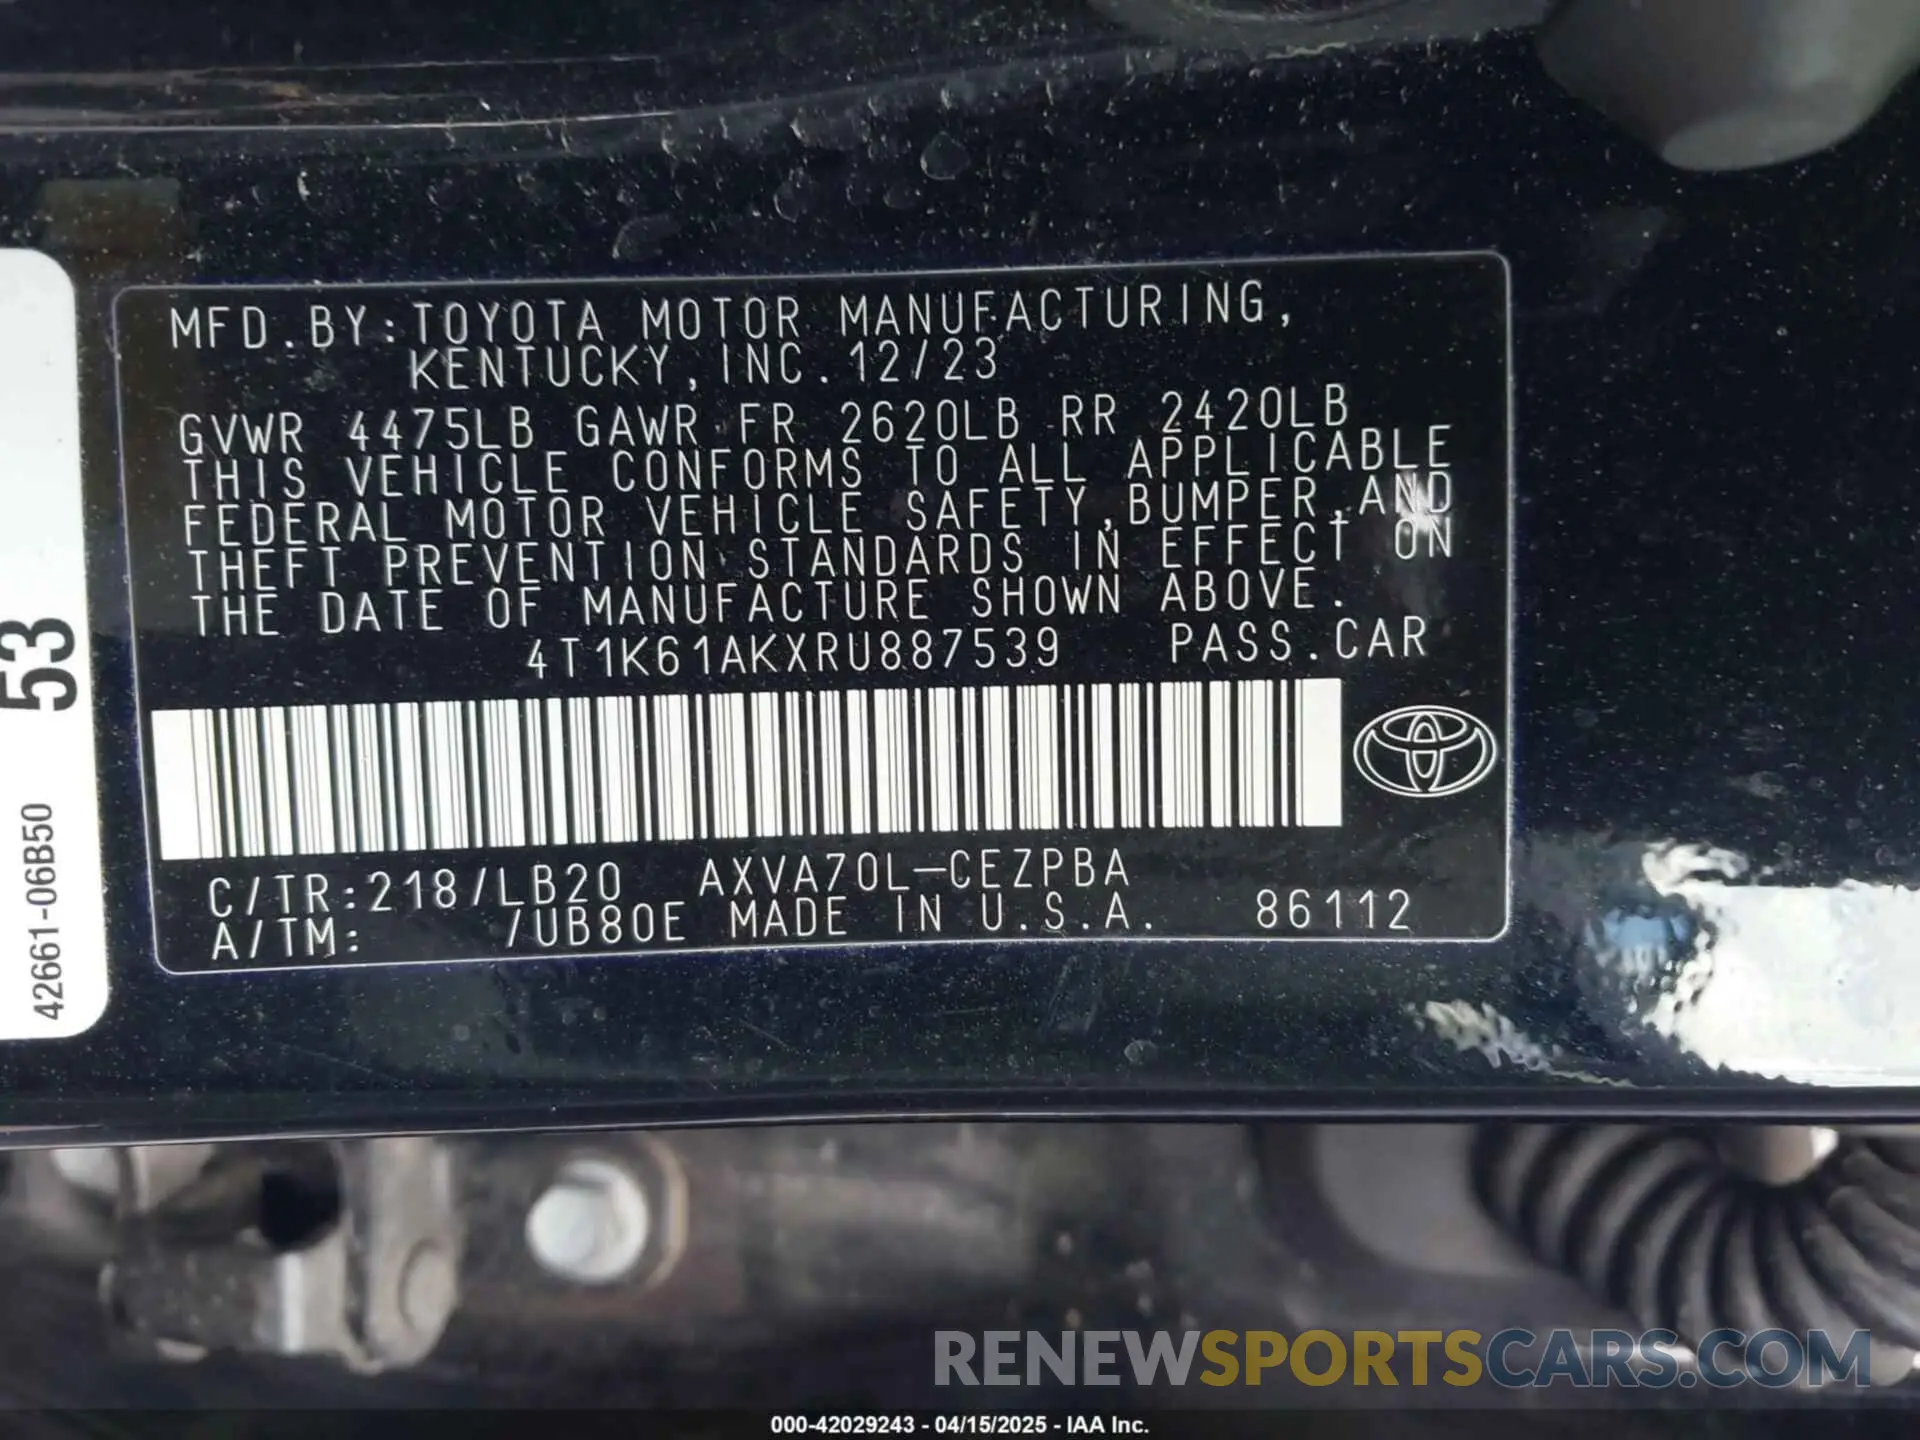 MFD.BY:TOYOTA MOTOR MANUFACTURING,
KENTUCKY,INC.12/23
GVWR 4475LB GAWR FR 2620LB RR 2420LB
THIS VEHICLE CONFORMS TO ALL APPLICABLE
FEDERAL MOTOR VEHICLE SAFETY,BUMPER,AND
THEFT PREVENTION STANDARDS IN EFFECT ON
THE DATE OF MANUFACTURE SHOWN ABOVE.
4T1K61AKXRU887539 PASS.CAR
C/TR:218/LB20 AXVA70L-CEZPBA
A/TM: /UB80E MADE IN U.S.A. 86112
53
42661-06B50
RENEWSPORTSCARS.COM
000-42029243 - 04/15/2025 - IAA Inc.